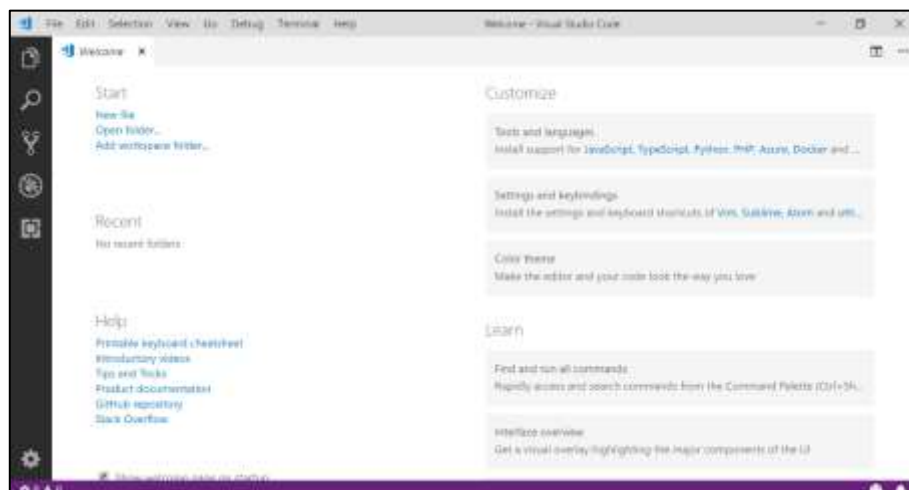 File Edit Selection View Go Debug Terminal Help
Welcome - Visual Studio Code
Welcome
Start
New file
Open folder...
Add workspace folder...
Recent
No recent folders
Help
Printable keyboard cheatsheet
Introductory videos
Tips and Tricks
Product documentation
GitHub repository
Stack Overflow
Show welcome page on startup
Customize
Tools and languages
Install support for JavaScript, TypeScript, Python, PHP, Azure, Docker and ...
Settings and keybindings
Install the settings and keyboard shortcuts of Vim, Sublime, Atom and oth...
Color theme
Make the editor and your code look the way you love
Learn
Find and run all commands
Rapidly access and search commands from the Command Palette (Ctrl+Sh...
Interface overview
Get a visual overlay highlighting the major components of the UI